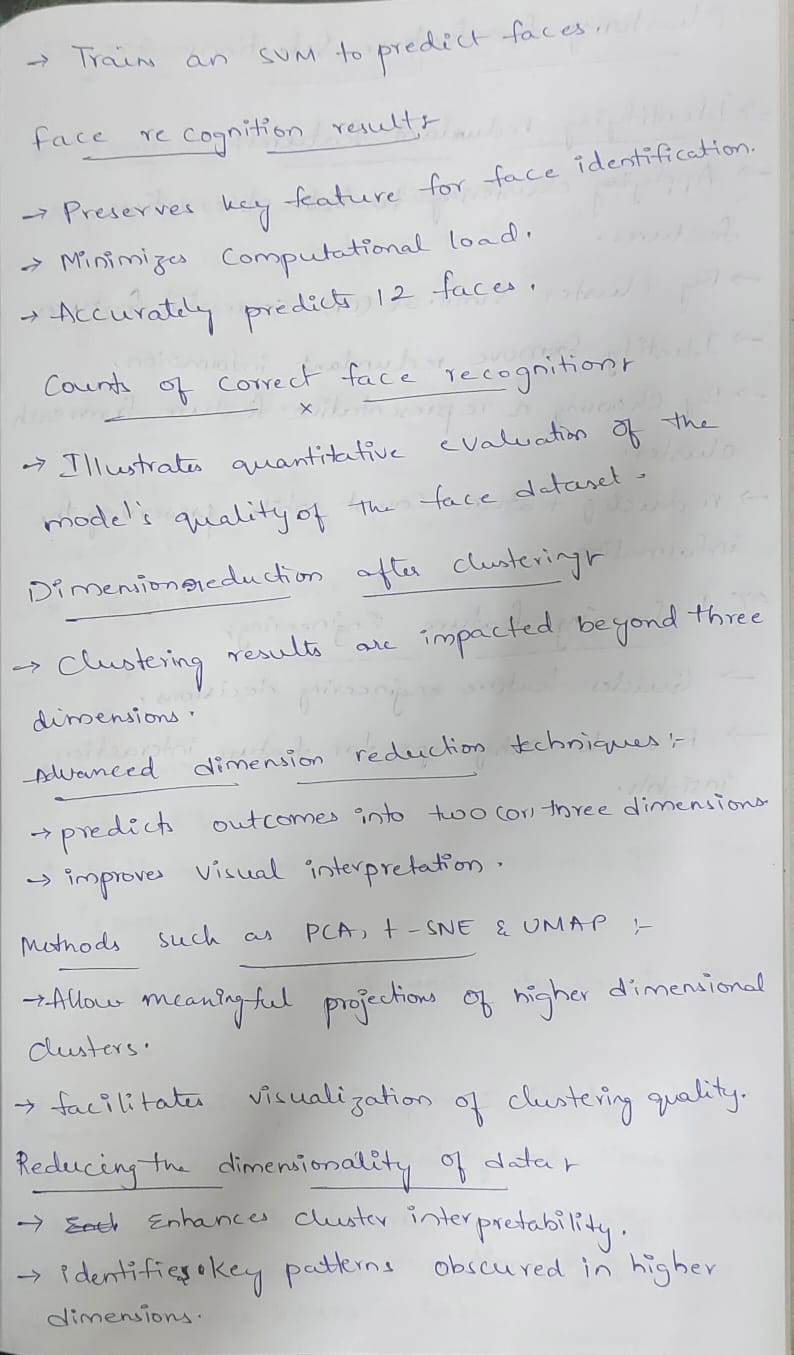 → Train an SVM to predict faces.
face recognition results:-
→ Preserves key feature for face identification.
→ Minimizes computational load.
→ Accurately predicts 12 faces.
Counts of correct face recognition:-
x
→ Illustrates quantitative evaluation of the
model's quality of the face dataset.
Dimension reduction after clustering:-
→ Clustering results are impacted beyond three
dimensions.
Advanced dimension reduction techniques:-
→ predicts outcomes into two (or) three dimensions
→ improves visual interpretation.
Methods such as PCA, t-SNE & UMAP :-
→ Allow meaningful projections of higher dimensional
clusters.
→ facilitates visualization of clustering quality.
Reducing the dimensionality of data:-
→ Enhances cluster interpretability.
→ identifies key patterns obscured in higher
dimensions.